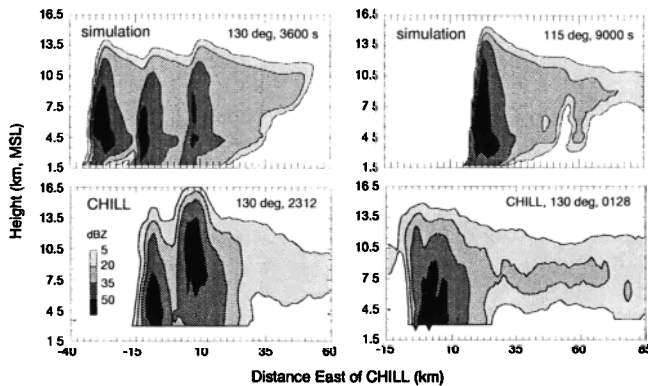 16.5 simulation 130 deg, 3600 s
13.5
10.5
7.5
4.5
1.5
16.5 simulation 115 deg, 9000 s
13.5
10.5
7.5
4.5
1.5
Height (km, MSL)
16.5 CHILL 130 deg, 2312
13.5
10.5
7.5
4.5
1.5
dBZ
5
20
35
50
-40 -15 10 35 60
16.5 CHILL, 130 deg, 0128
13.5
10.5
7.5
4.5
1.5
-15 10 35 60 85
Distance East of CHILL (km)